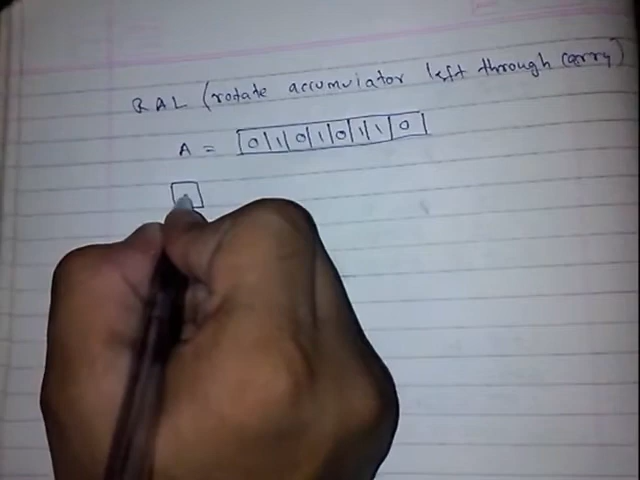 RAL (rotate accumulator left through carry)
A = 0 1 0 1 0 1 1 0